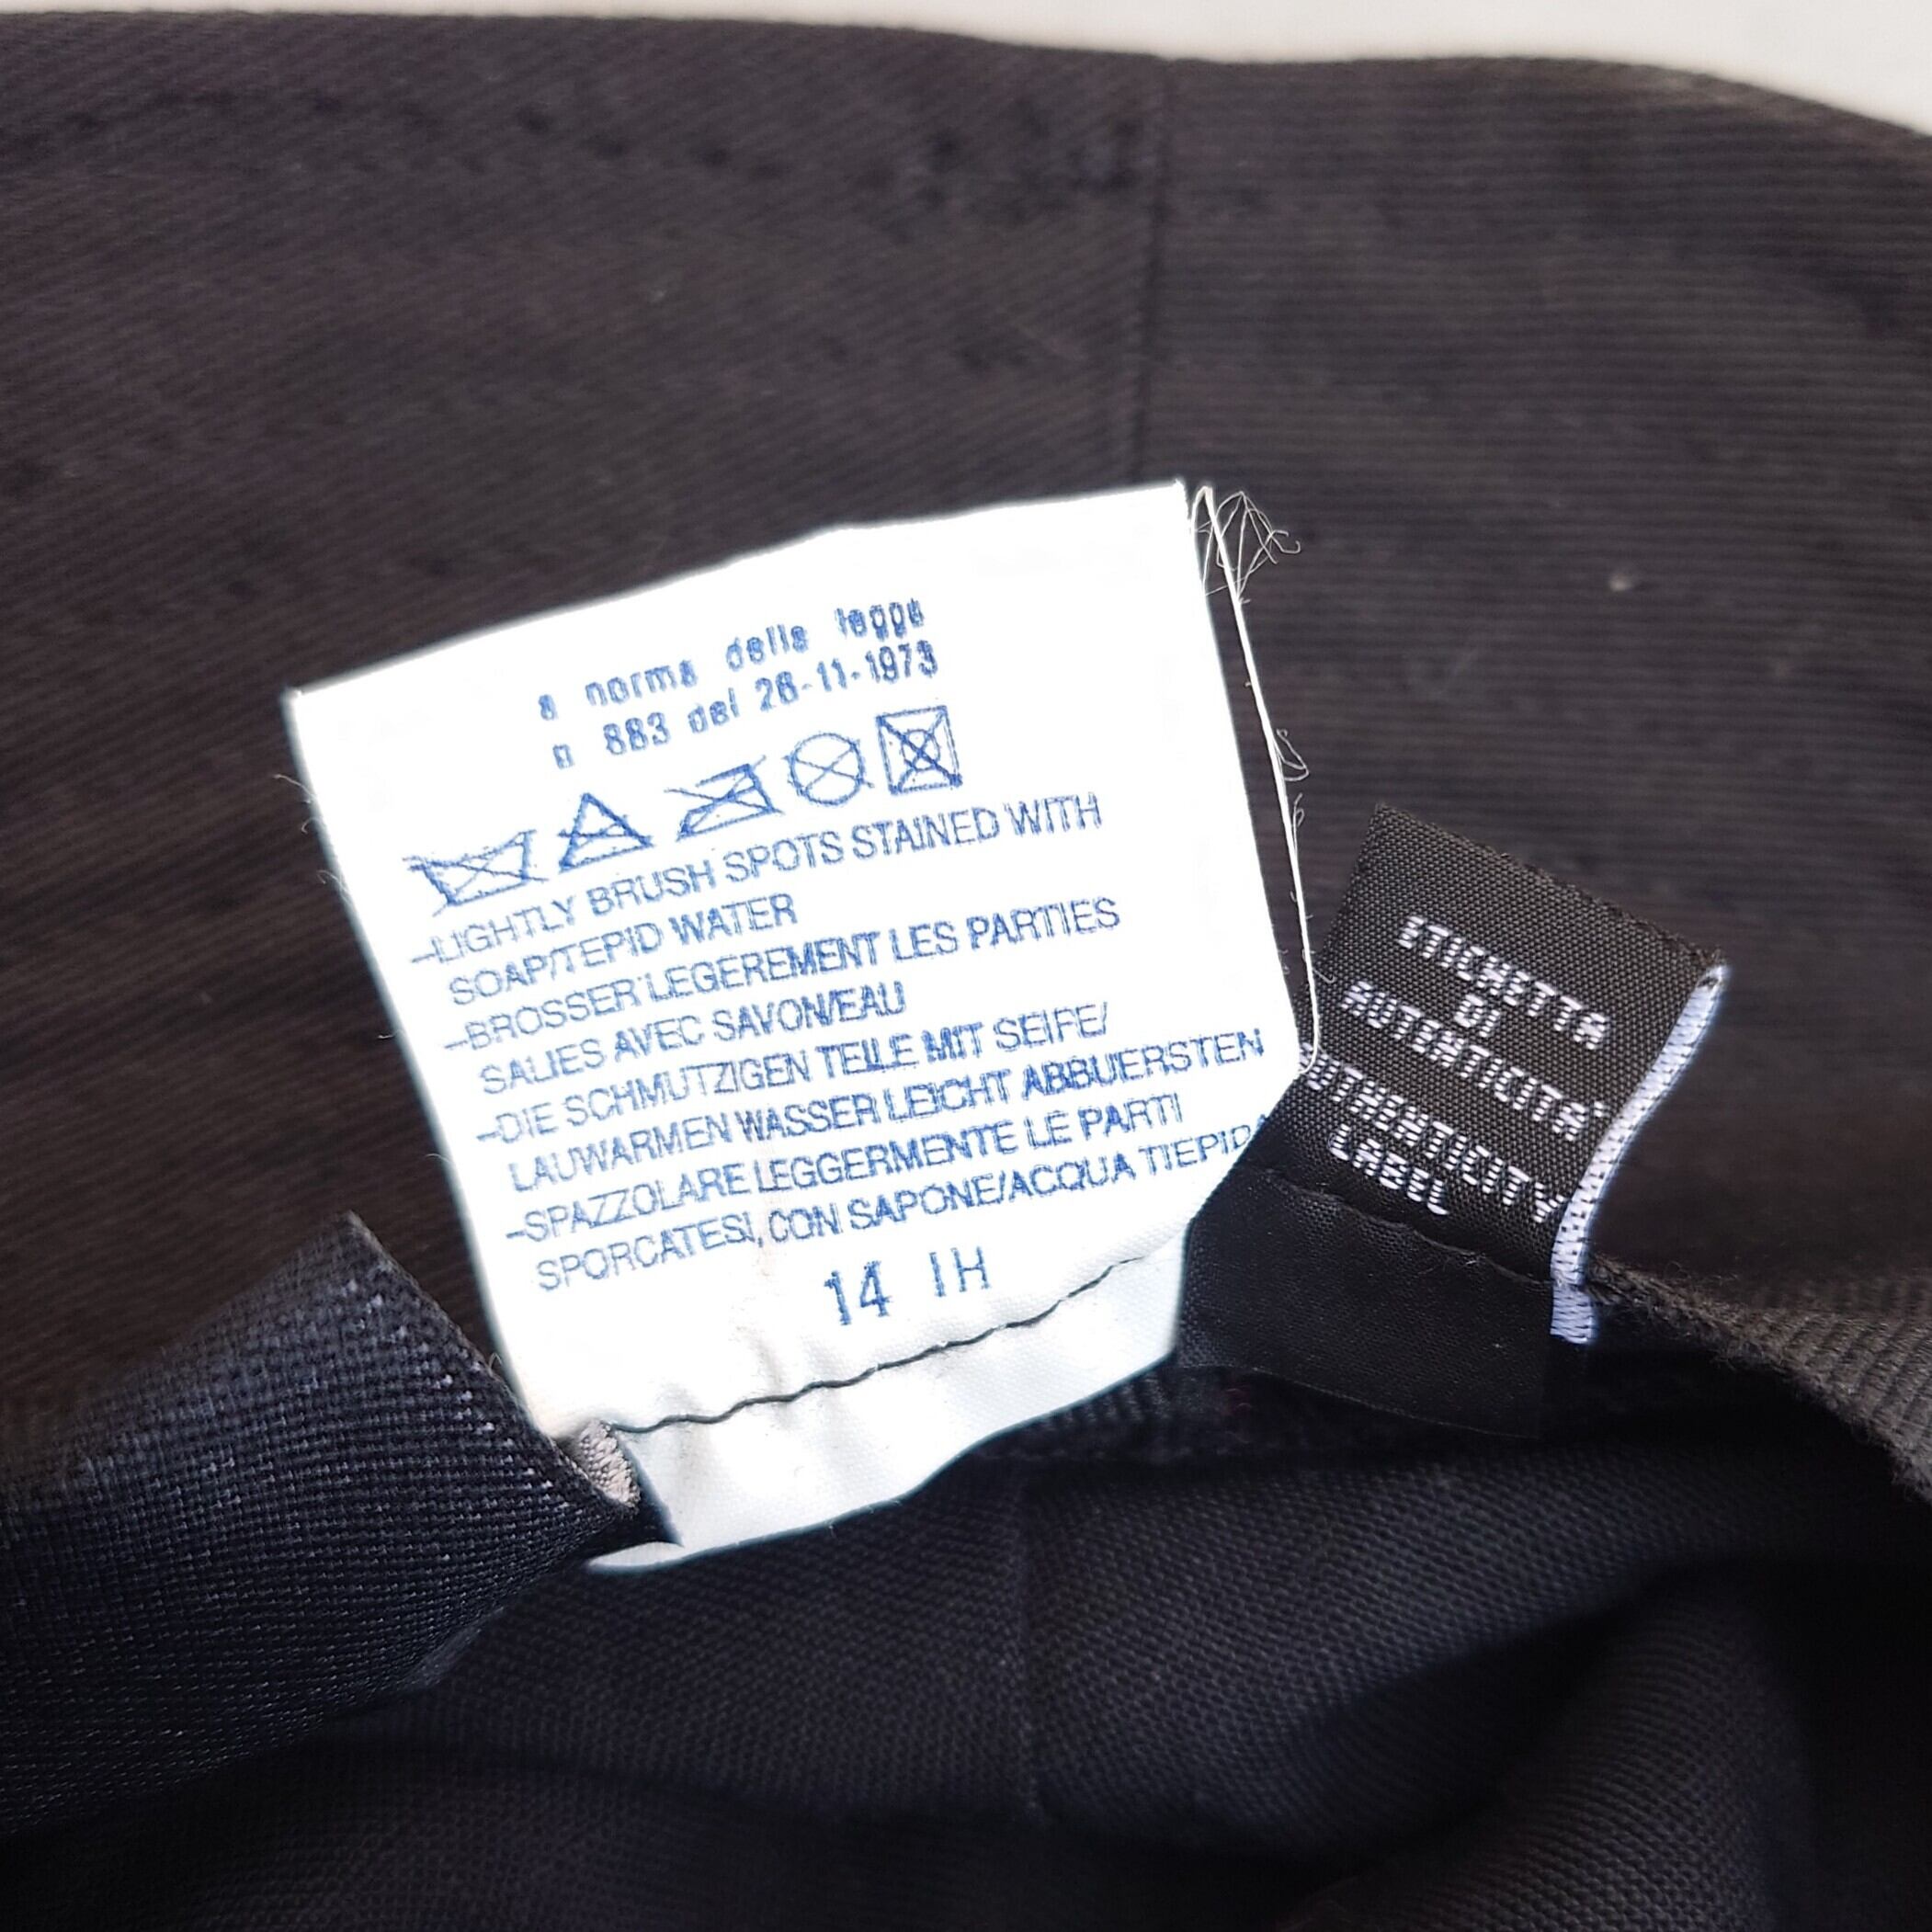 a norma della legge
n 883 del 26-11-1973
-LIGHTLY BRUSH SPOTS STAINED WITH
SOAP/TEPID WATER
-BROSSER LEGEREMENT LES PARTIES
SALIES AVEC SAVON/EAU
-DIE SCHMUTZIGEN TEILE MIT SEIFE/
LAUWARMEN WASSER LEICHT ABBUERSTEN
-SPAZZOLARE LEGGERMENTE LE PARTI
SPORCATESI, CON SAPONE/ACQUA TIEPID
14 IH
ETICHETTA
DI
AUTENTICITA'
AUTHENTICITY
LABEL